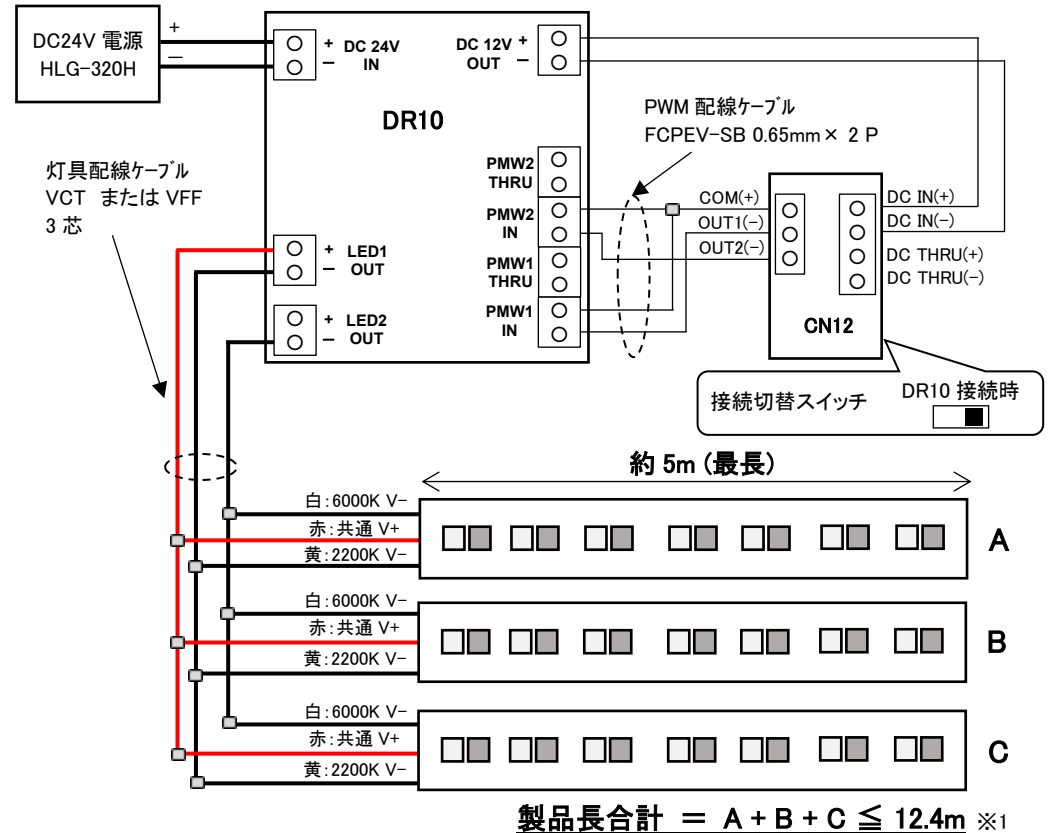 DC24V 電源
HLG-320H
+
−
+ DC 24V
− IN
DC 12V +
OUT −
DR10
PWM 配線ケーブル
FCPEV-SB 0.65mm× 2 P
灯具配線ケーブル
VCT または VFF
3 芯
PMW2
THRU
PMW2
IN
PMW1
THRU
PMW1
IN
+ LED1
− OUT
+ LED2
− OUT
COM(+)
OUT1(-)
OUT2(-)
DC IN(+)
DC IN(-)
DC THRU(+)
DC THRU(-)
CN12
接続切替スイッチ
DR10 接続時
約 5m (最長)
白:6000K V-
赤:共通 V+
黄:2200K V-
A
白:6000K V-
赤:共通 V+
黄:2200K V-
B
白:6000K V-
赤:共通 V+
黄:2200K V-
C
製品長合計 = A + B + C ≦ 12.4m ※1